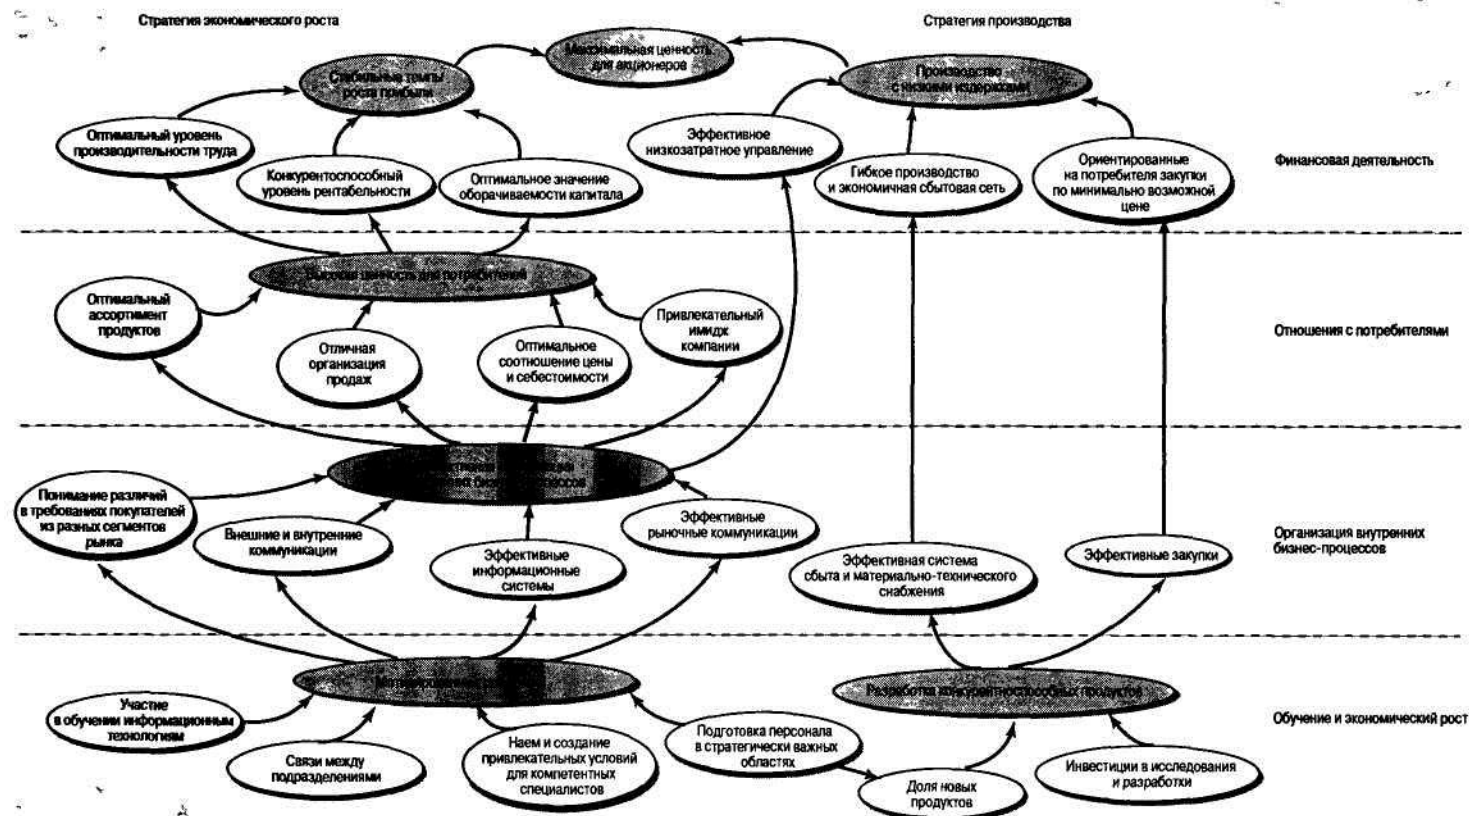 Стратегия экономического роста
Стратегия производства
Максимальная ценность
для акционеров
Стабильные темпы
роста прибыли
Производство
с низкими издержками
Оптимальный уровень
производительности труда
Эффективное
низкозатратное управление
Конкурентоспособный
уровень рентабельности
Оптимальное значение
оборачиваемости капитала
Гибкое производство
и экономичная сбытовая сеть
Ориентированные
на потребителя закупки
по минимально возможной
цене
Финансовая деятельность
Высокая ценность для потребителей
Оптимальный
ассортимент
продуктов
Отличная
организация
продаж
Оптимальное
соотношение цены
и себестоимости
Привлекательный
имидж
компании
Отношения с потребителями
Понимание различий
в требованиях покупателей
из разных сегментов
рынка
Внешние и внутренние
коммуникации
Эффективные
информационные
системы
Эффективные
рыночные коммуникации
Эффективная система
сбыта и материально-технического
снабжения
Эффективные закупки
Организация внутренних
бизнес-процессов
Разработка конкурентноспособных продуктов
Участие
в обучении информационным
технологиям
Связи между
подразделениями
Наем и создание
привлекательных условий
для компетентных
специалистов
Подготовка персонала
в стратегически важных
областях
Доля новых
продуктов
Инвестиции в исследования
и разработки
Обучение и экономический рост